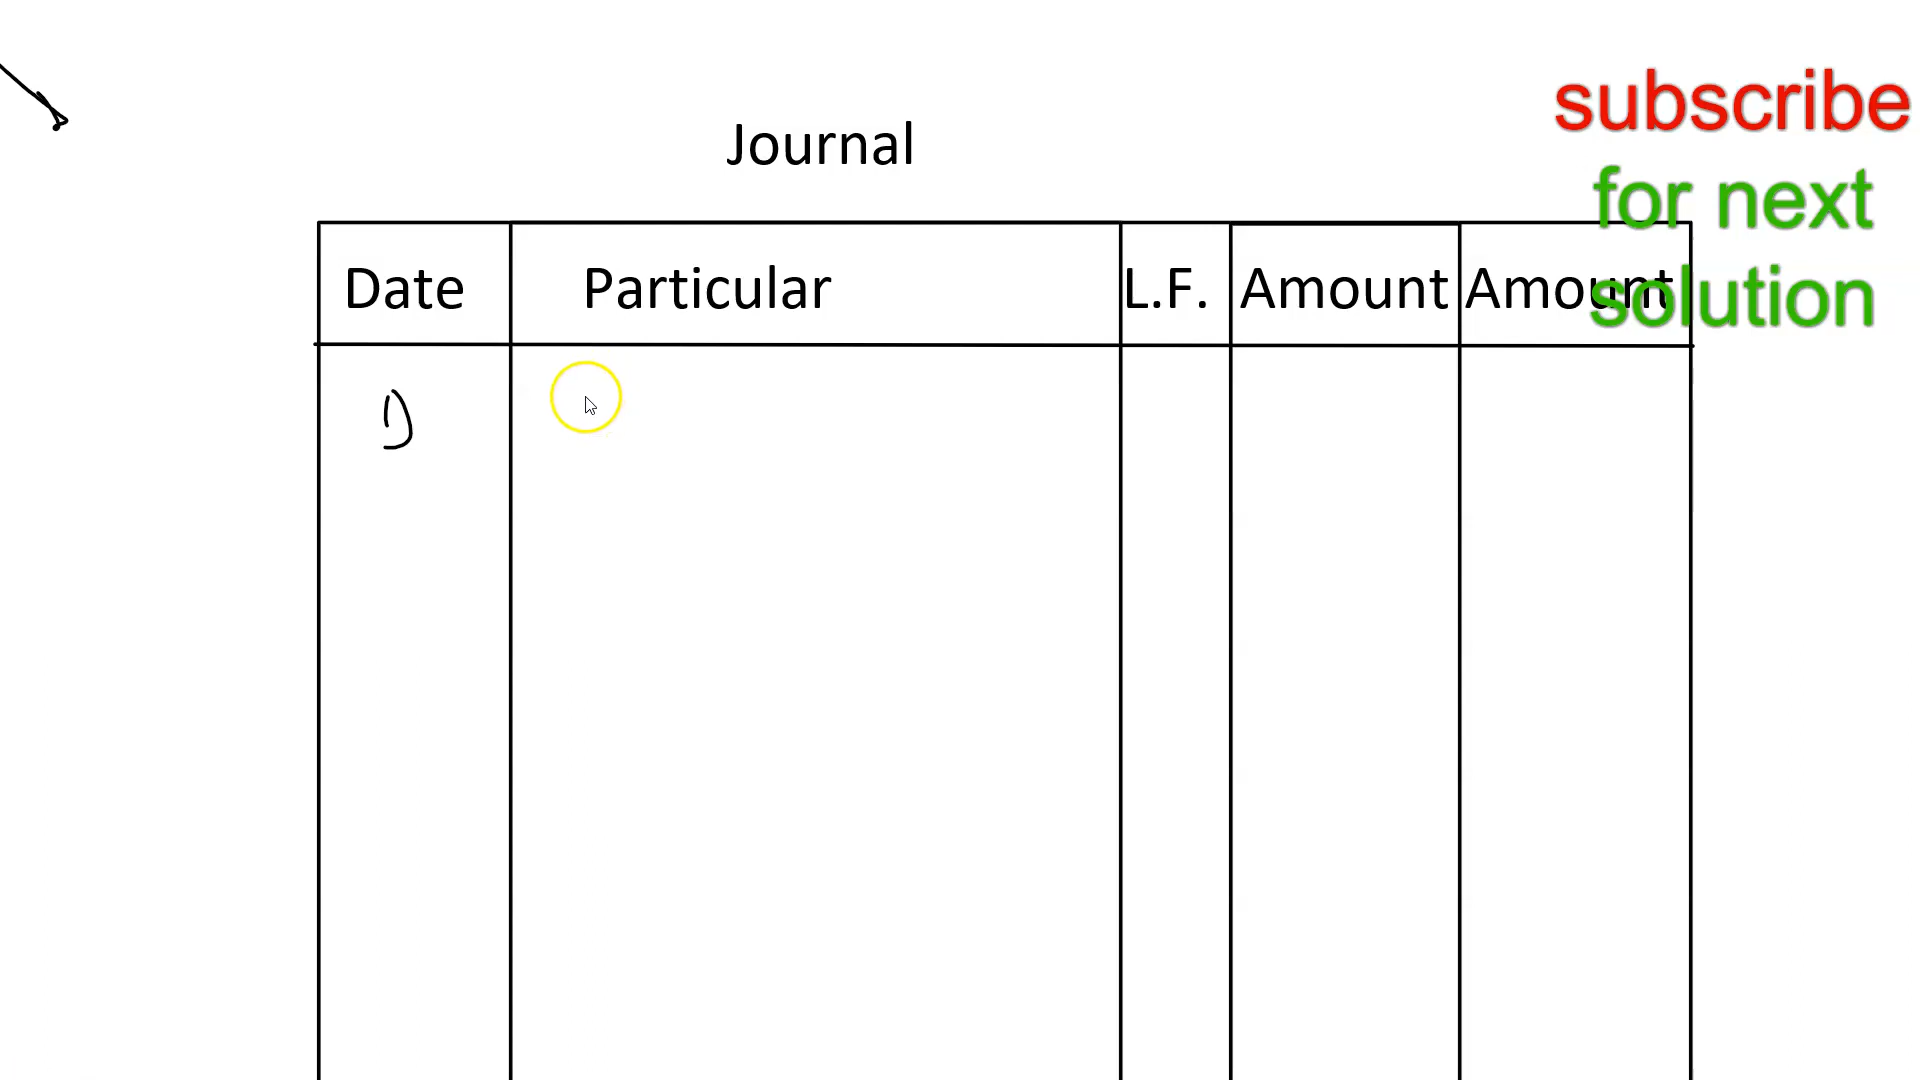 subscribe
for next
solution
Journal
Date Particular L.F. Amount Amount
1)